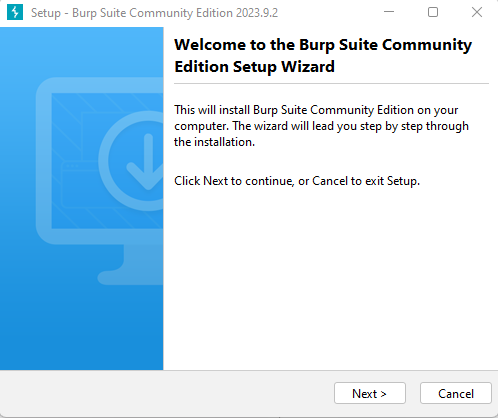 Setup - Burp Suite Community Edition 2023.9.2
Welcome to the Burp Suite Community
Edition Setup Wizard
This will install Burp Suite Community Edition on your
computer. The wizard will lead you step by step through
the installation.
Click Next to continue, or Cancel to exit Setup.
Next >
Cancel